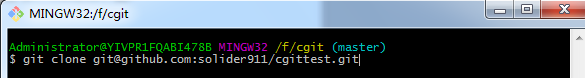 MINGW32:/f/cgit
Administrator@YIVPR1FQABI478B MINGW32 /f/cgit (master)
$ git clone git@github.com:solider911/cgittest.git